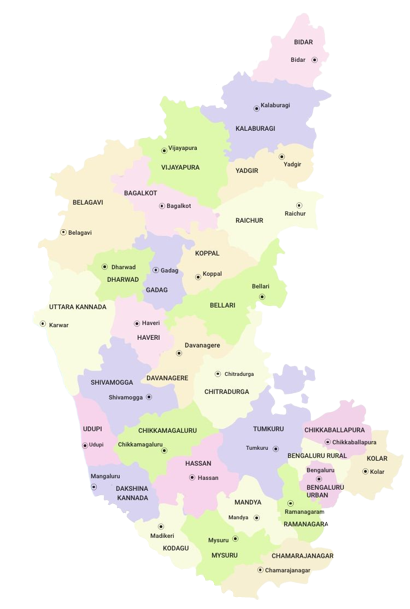 BIDAR
Bidar
Kalaburagi
KALABURAGI
Vijayapura
VIJAYAPURA
Yadgir
YADGIR
BAGALKOT
Bagalkot
BELAGAVI
Belagavi
Raichur
RAICHUR
KOPPAL
Koppal
Dharwad
DHARWAD
Gadag
GADAG
Bellari
BELLARI
UTTARA KANNADA
Karwar
Haveri
HAVERI
Davanagere
DAVANAGERE
Chitradurga
CHITRADURGA
SHIVAMOGGA
Shivamogga
UDUPI
Udupi
CHIKKAMAGALURU
Chikkamagaluru
TUMKURU
Tumkuru
CHIKKABALLAPURA
Chikkaballapura
BENGALURU RURAL
KOLAR
Kolar
HASSAN
Hassan
Bengaluru
BENGALURU
URBAN
Mangaluru
DAKSHINA
KANNADA
MANDYA
Mandya
Ramanagaram
RAMANAGARA
Madikeri
KODAGU
Mysuru
MYSURU
CHAMARAJANAGAR
Chamarajanagar